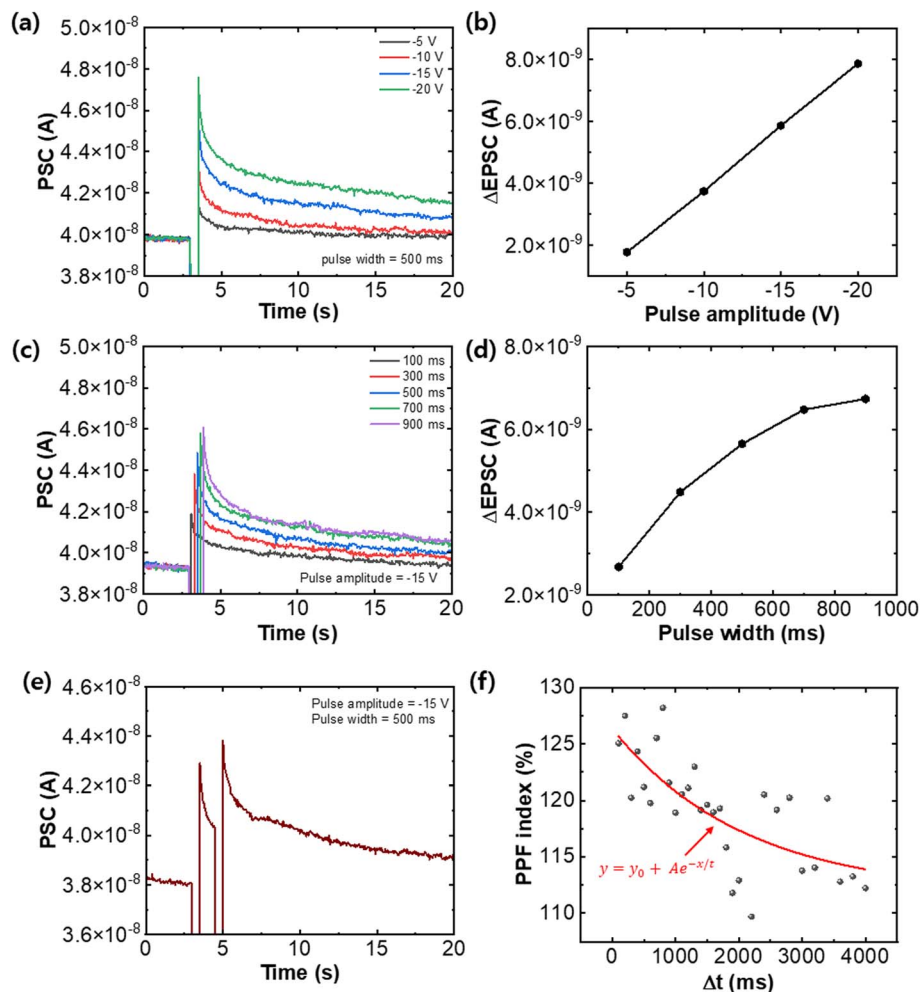 (a)
5.0×10⁻⁸
4.8×10⁻⁸
4.6×10⁻⁸
4.4×10⁻⁸
4.2×10⁻⁸
4.0×10⁻⁸
3.8×10⁻⁸
PSC (A)
-5 V
-10 V
-15 V
-20 V
pulse width = 500 ms
0 5 10 15 20
Time (s)
(b)
8.0×10⁻⁹
6.0×10⁻⁹
4.0×10⁻⁹
2.0×10⁻⁹
ΔEPSC (A)
-5 -10 -15 -20
Pulse amplitude (V)
(c)
5.0×10⁻⁸
4.8×10⁻⁸
4.6×10⁻⁸
4.4×10⁻⁸
4.2×10⁻⁸
4.0×10⁻⁸
3.8×10⁻⁸
PSC (A)
100 ms
300 ms
500 ms
700 ms
900 ms
Pulse amplitude = -15 V
0 5 10 15 20
Time (s)
(d)
8.0×10⁻⁹
6.0×10⁻⁹
4.0×10⁻⁹
2.0×10⁻⁹
ΔEPSC (A)
0 200 400 600 800 1000
Pulse width (ms)
(e)
4.6×10⁻⁸
4.4×10⁻⁸
4.2×10⁻⁸
4.0×10⁻⁸
3.8×10⁻⁸
3.6×10⁻⁸
PSC (A)
Pulse amplitude = -15 V
Pulse width = 500 ms
0 5 10 15 20
Time (s)
(f)
130
125
120
115
110
PPF index (%)
y = y₀ + Ae⁻ˣ/ᵗ
0 1000 2000 3000 4000
Δt (ms)